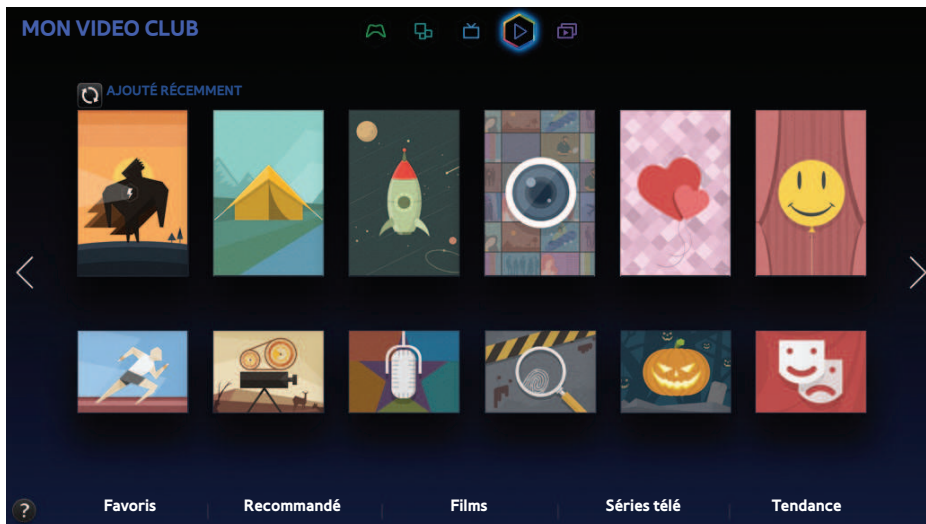 MON VIDEO CLUB
AJOUTÉ RÉCEMMENT
? Favoris Recommandé Films Séries télé Tendance